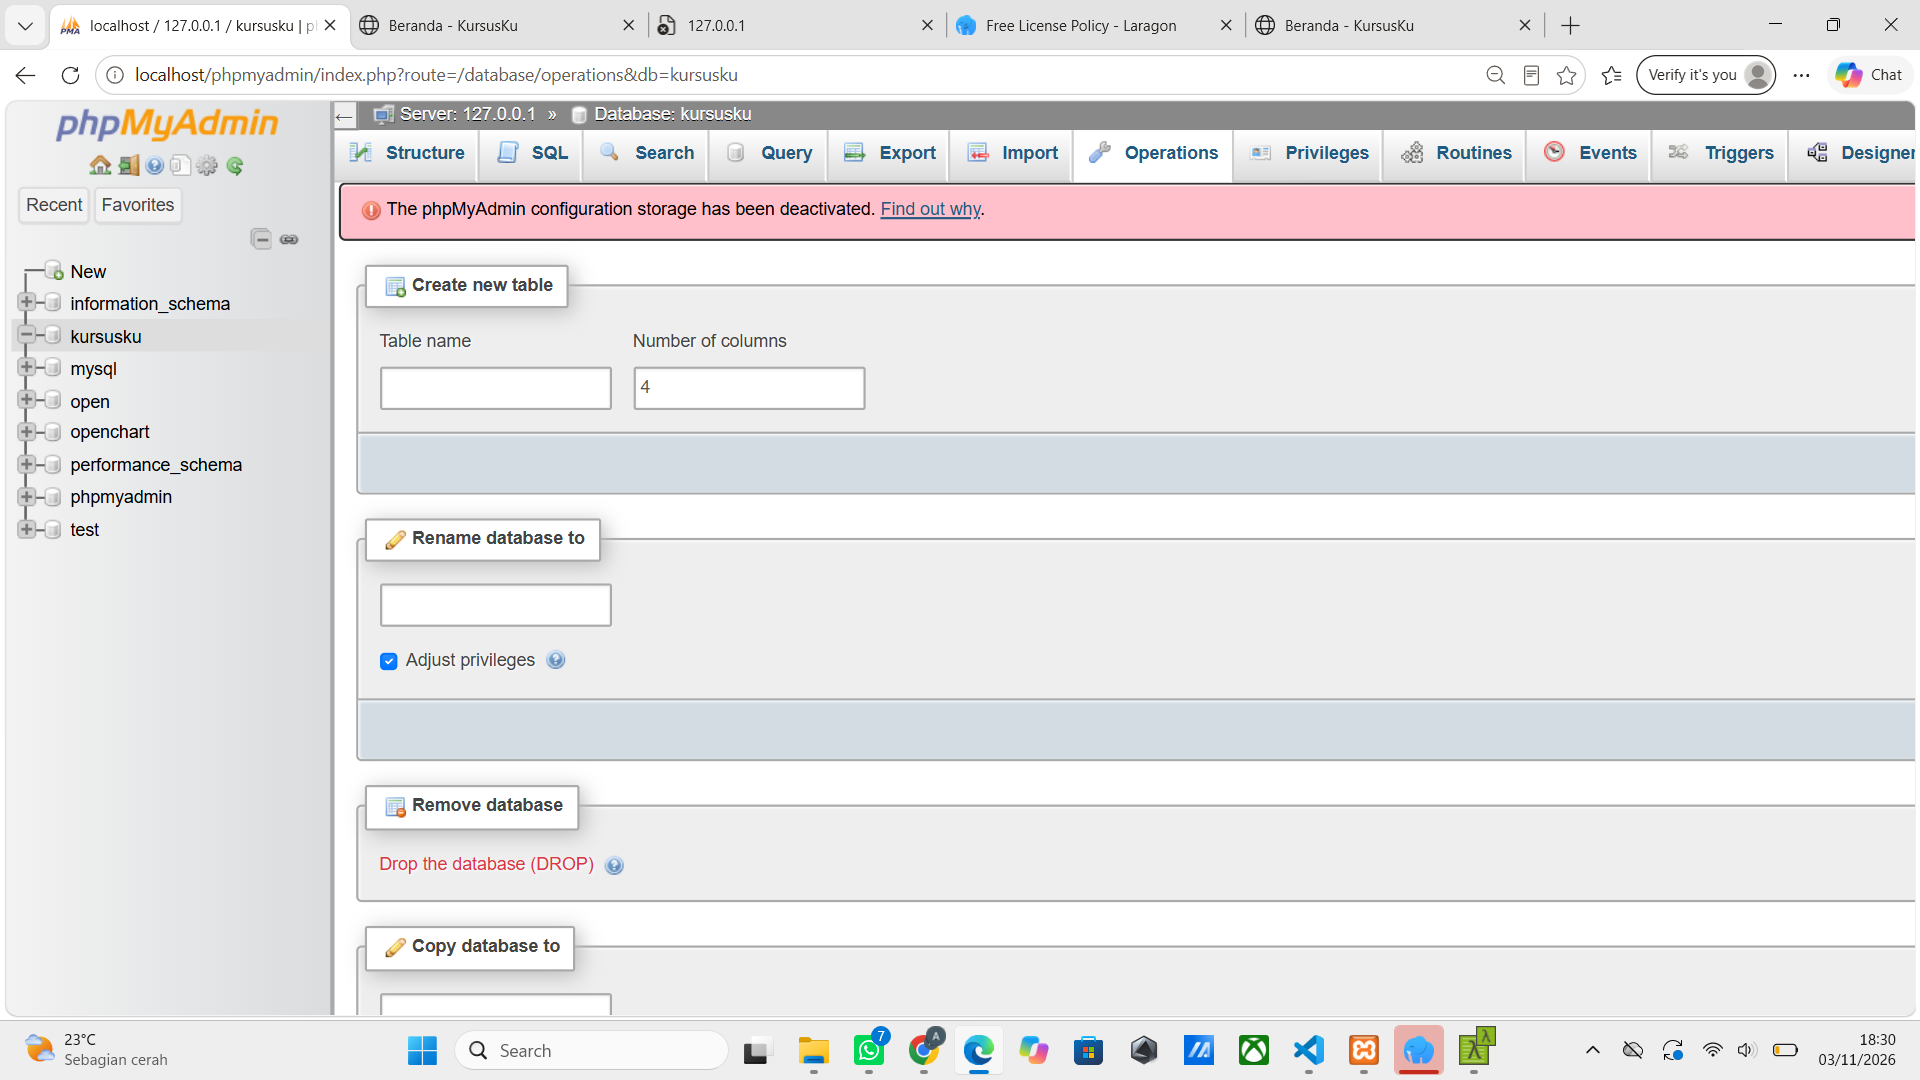 localhost / 127.0.0.1 / kursusku | p
Beranda - KursusKu
127.0.0.1
Free License Policy - Laragon
Beranda - KursusKu
localhost/phpmyadmin/index.php?route=/database/operations&db=kursusku
Verify it's you
Chat
phpMyAdmin
Server: 127.0.0.1 » Database: kursusku
Structure
SQL
Search
Query
Export
Import
Operations
Privileges
Routines
Events
Triggers
Designer
Recent
Favorites
New
information_schema
kursusku
mysql
open
openchart
performance_schema
phpmyadmin
test
The phpMyAdmin configuration storage has been deactivated. Find out why.
Create new table
Table name
Number of columns
4
Rename database to
Adjust privileges
Remove database
Drop the database (DROP)
Copy database to
23°C
Sebagian cerah
Search
7
A
18:30
03/11/2026